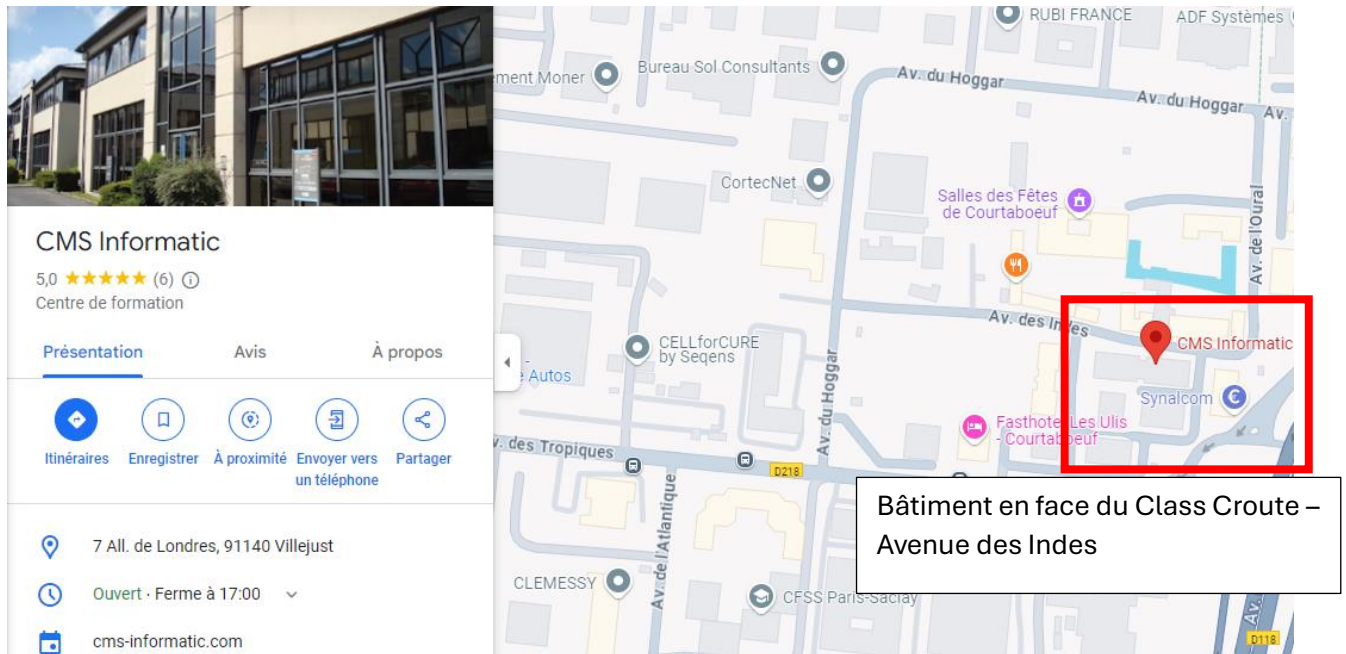 CMS Informatic
5,0 ★★★★★ (6)
Centre de formation
Présentation
Avis
À propos
Itinéraires
Enregistrer
À proximité
Envoyer vers
un téléphone
Partager
7 All. de Londres, 91140 Villejust
Ouvert · Ferme à 17:00
cms-informatic.com
RUBI FRANCE
ADF Systèmes
ement Moner
Bureau Sol Consultants
Av. du Hoggar
Av. du Hoggar
Av.
CortecNet
Salles des Fêtes
de Courtaboeuf
Av. de l'Oural
Av. des Indes
CMS Informatic
CELLforCURE
by Seqens
e Autos
Av. du Hoggar
Synalcom
Fasthotel Les Ulis
- Courtaboeuf
v. des Tropiques
D218
Av. de l'Atlantique
Bâtiment en face du Class Croute –
Avenue des Indes
CLEMESSY
CFSS Paris-Saclay
Av.
D118